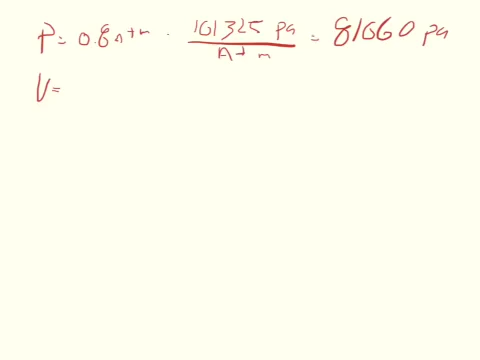 P = 0.8 atm · 101325 pa / Atm = 81060 pa
V =